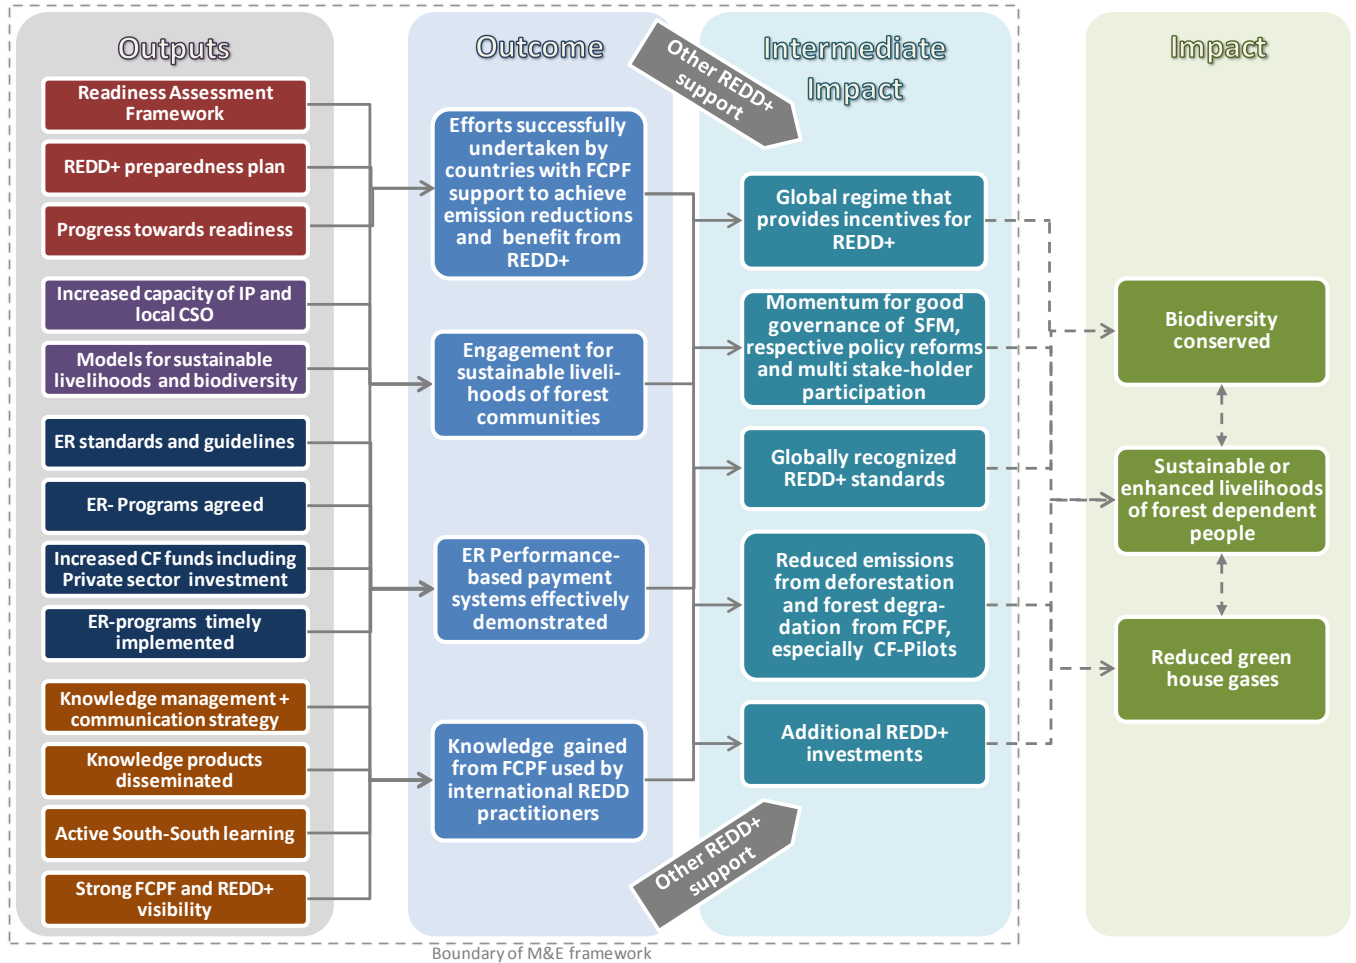 Outputs
Readiness Assessment
Framework
REDD+ preparedness plan
Progress towards readiness
Increased capacity of IP and
local CSO
Models for sustainable
livelihoods and biodiversity
ER standards and guidelines
ER- Programs agreed
Increased CF funds including
Private sector investment
ER-programs timely
implemented
Knowledge management +
communication strategy
Knowledge products
disseminated
Active South-South learning
Strong FCPF and REDD+
visibility
Outcome
Efforts successfully
undertaken by
countries with FCPF
support to achieve
emission reductions
and benefit from
REDD+
Engagement for
sustainable liveli-
hoods of forest
communities
ER Performance-
based payment
systems effectively
demonstrated
Knowledge gained
from FCPF used by
international REDD
practitioners
Other REDD+
support
Other REDD+
support
Intermediate
Impact
Global regime that
provides incentives for
REDD+
Momentum for good
governance of SFM,
respective policy reforms
and multi stake-holder
participation
Globally recognized
REDD+ standards
Reduced emissions
from deforestation
and forest degra-
dation from FCPF,
especially CF-Pilots
Additional REDD+
investments
Impact
Biodiversity
conserved
Sustainable or
enhanced livelihoods
of forest dependent
people
Reduced green
house gases
Boundary of M&E framework